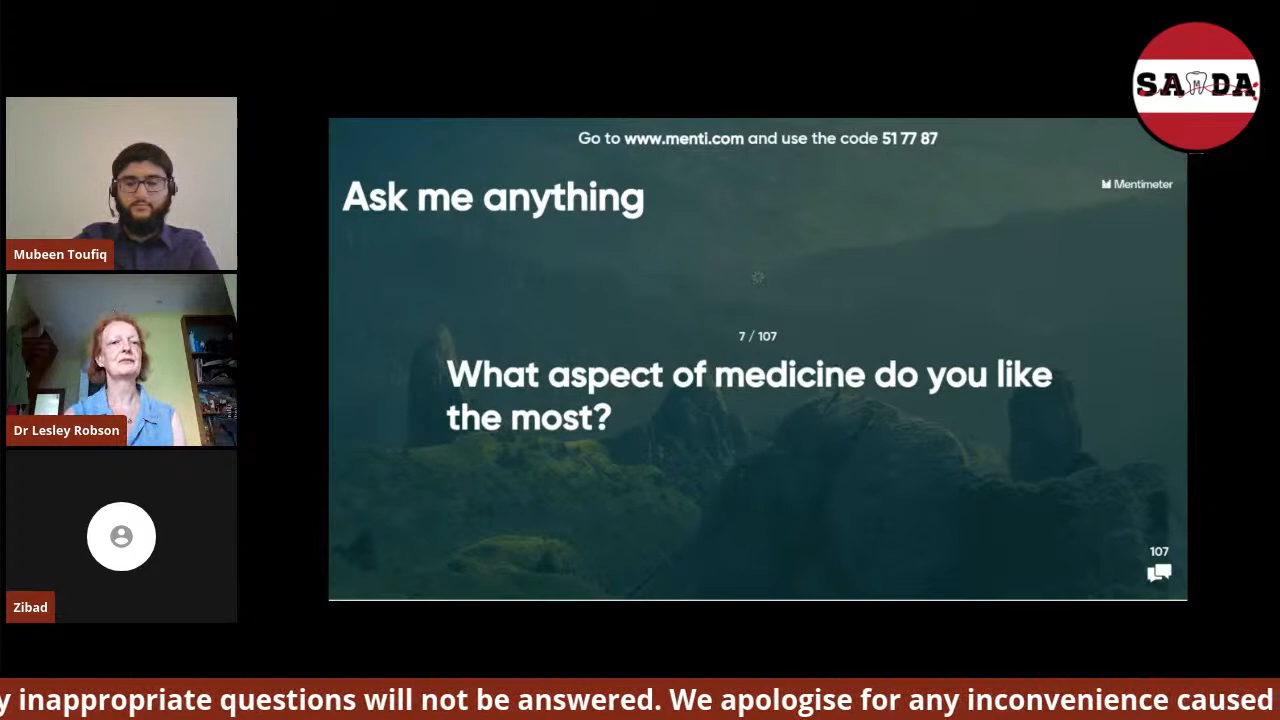 SAMDA
Go to www.menti.com and use the code 51 77 87
Mentimeter
Ask me anything
7 / 107
What aspect of medicine do you like
the most?
107
Mubeen Toufiq
Dr Lesley Robson
Zibad
y inappropriate questions will not be answered. We apologise for any inconvenience caused